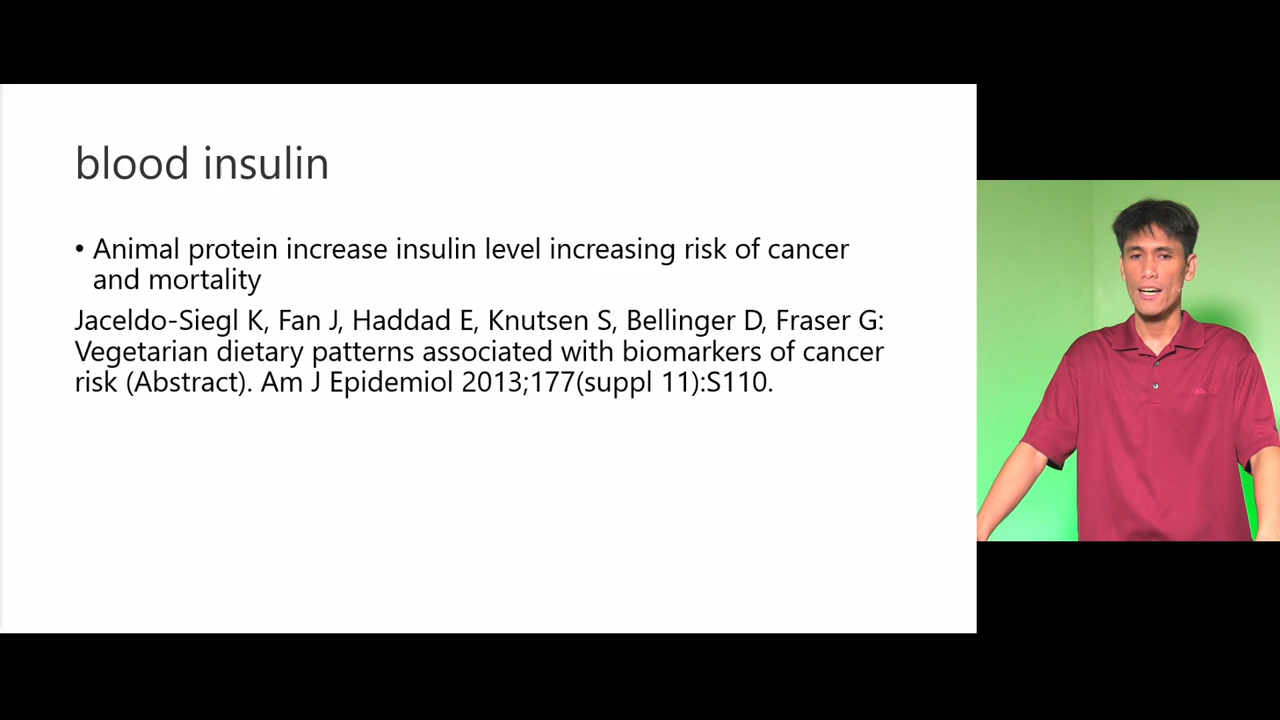 blood insulin
• Animal protein increase insulin level increasing risk of cancer
and mortality
Jaceldo-Siegl K, Fan J, Haddad E, Knutsen S, Bellinger D, Fraser G:
Vegetarian dietary patterns associated with biomarkers of cancer
risk (Abstract). Am J Epidemiol 2013;177(suppl 11):S110.